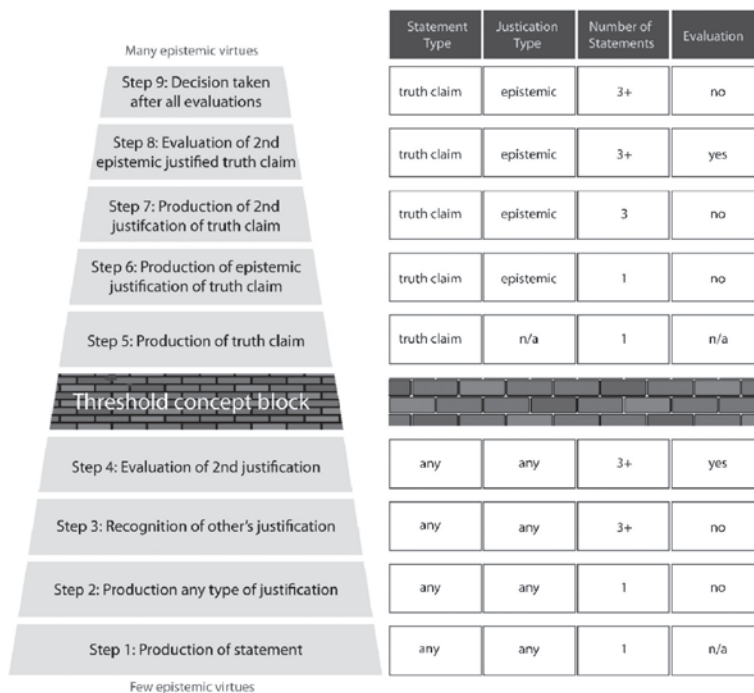 Many epistemic virtues
Statement Type
Justication Type
Number of Statements
Evaluation
Step 9: Decision taken
after all evaluations
truth claim
epistemic
3+
no
Step 8: Evaluation of 2nd
epistemic justified truth claim
truth claim
epistemic
3+
yes
Step 7: Production of 2nd
justifcation of truth claim
truth claim
epistemic
3
no
Step 6: Production of epistemic
justification of truth claim
truth claim
epistemic
1
no
Step 5: Production of truth claim
truth claim
n/a
1
n/a
Threshold concept block
Step 4: Evaluation of 2nd justification
any
any
3+
yes
Step 3: Recognition of other's justification
any
any
3+
no
Step 2: Production any type of justification
any
any
1
no
Step 1: Production of statement
any
any
1
n/a
Few epistemic virtues